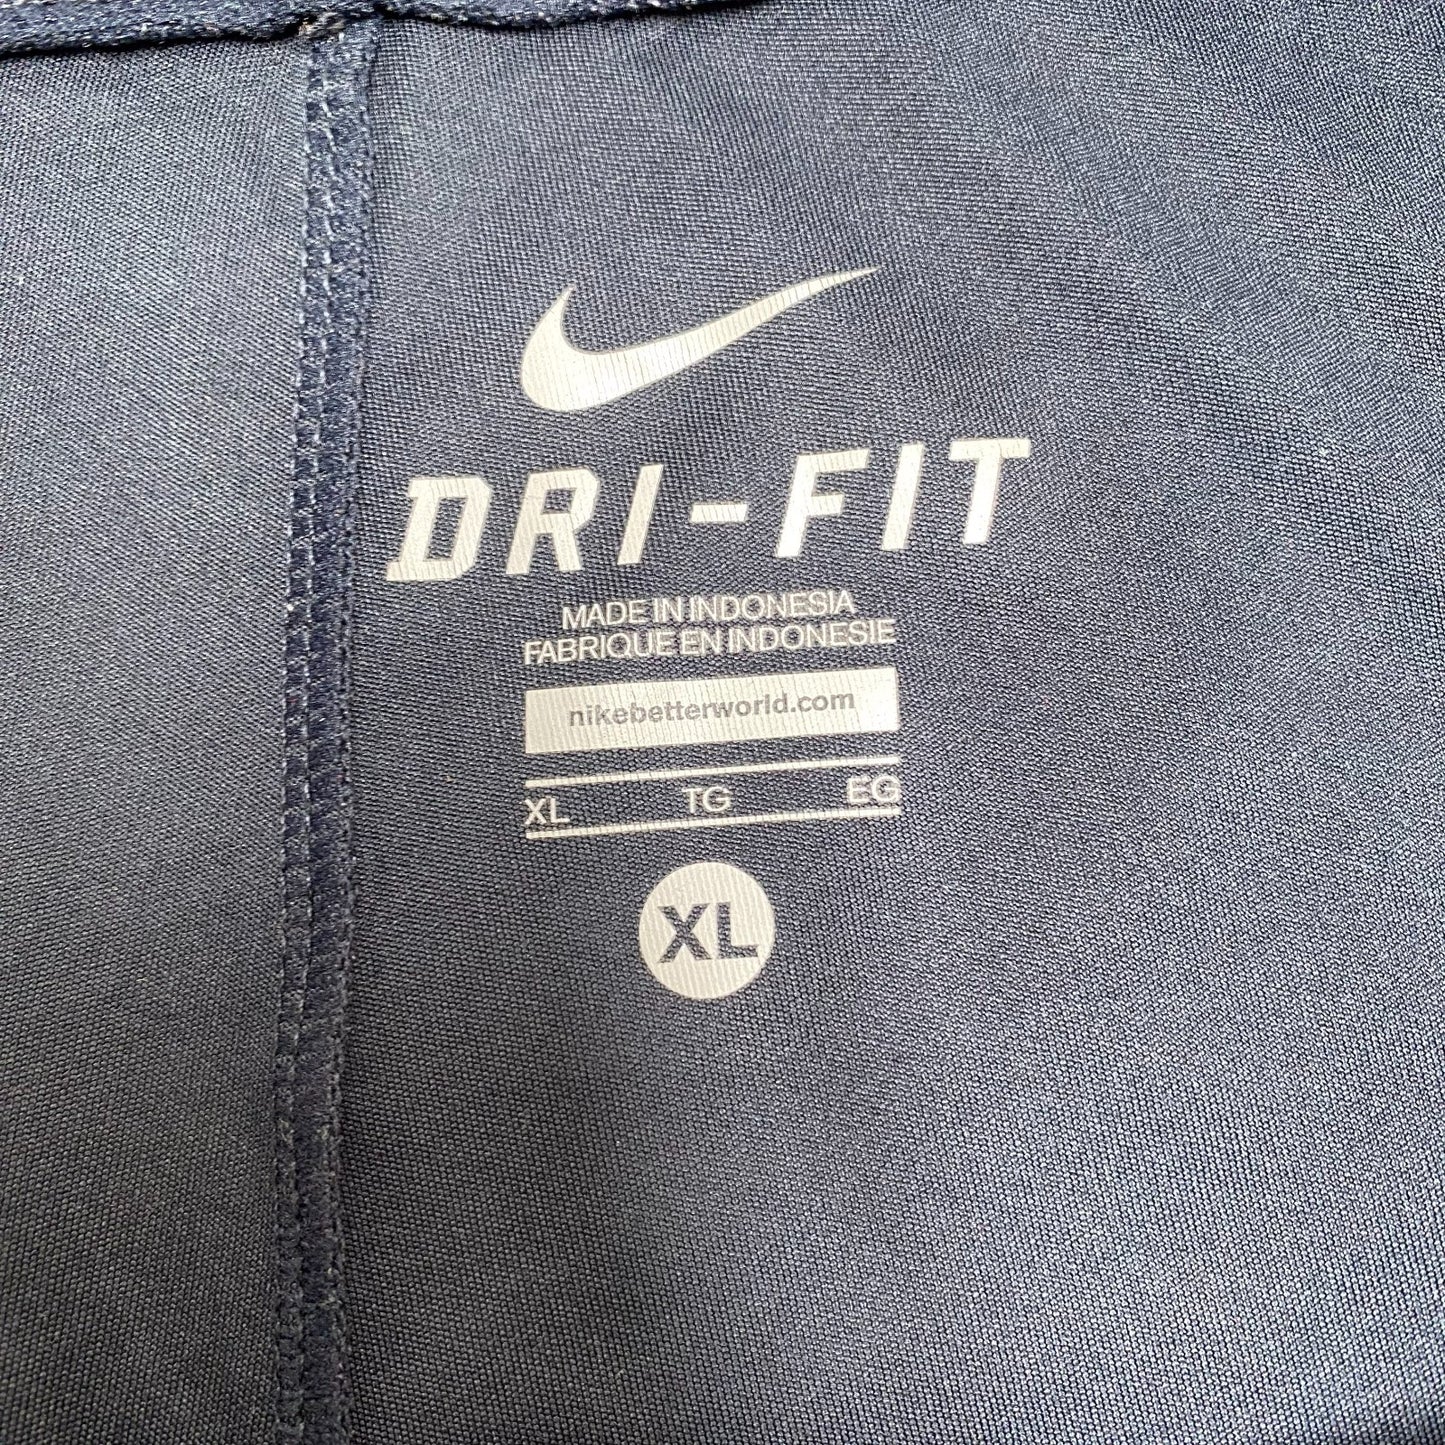 DRI-FIT
MADE IN INDONESIA
FABRIQUE EN INDONESIE
nikebetterworld.com
XL TG EG
XL